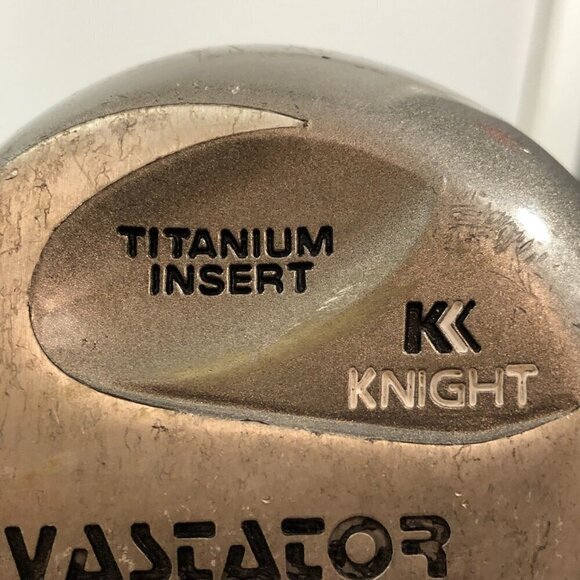 TITANIUM
INSERT
KK
KNIGHT
VASTATOR